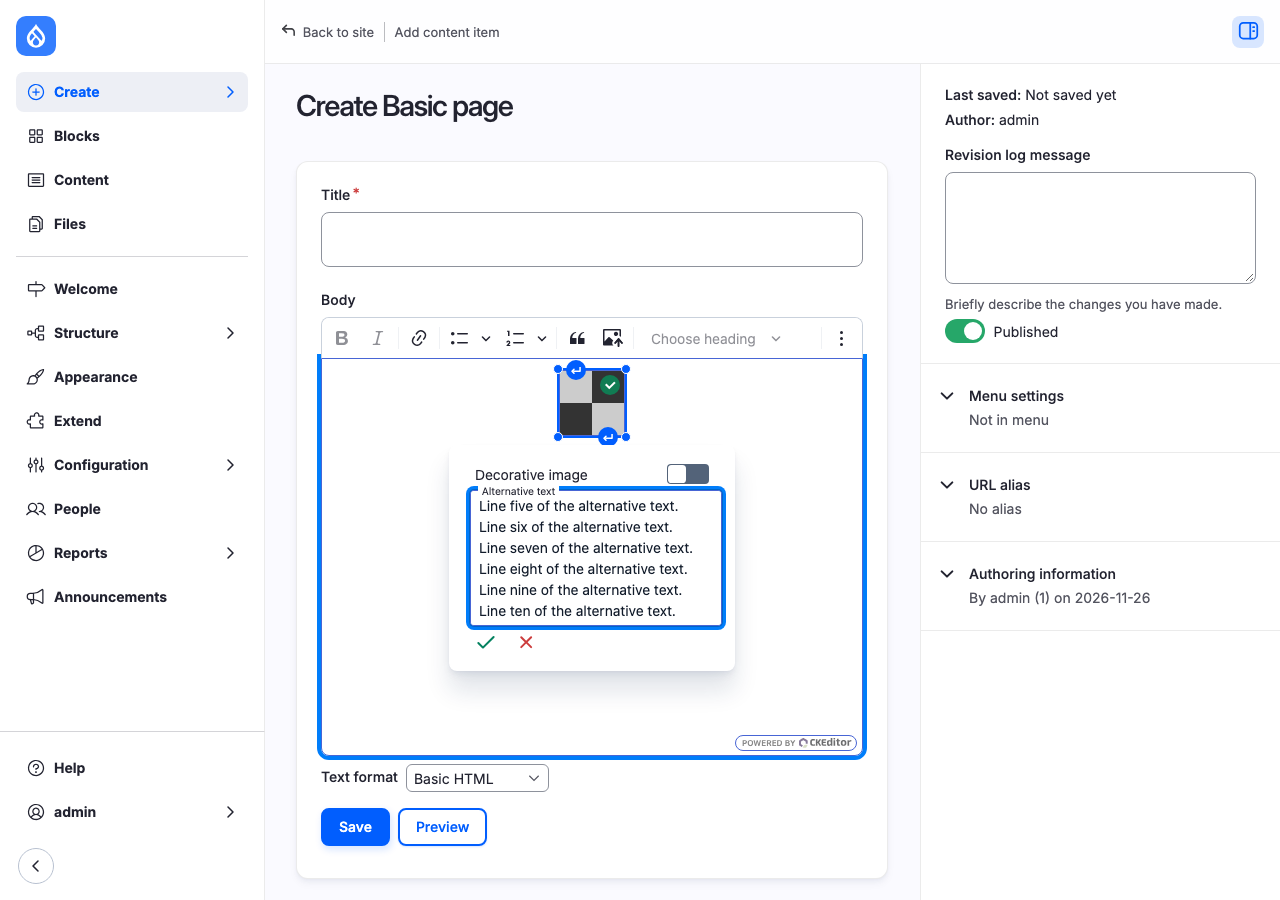 Back to site
Add content item
Create
Blocks
Content
Files
Welcome
Structure
Appearance
Extend
Configuration
People
Reports
Announcements
Help
admin
Create Basic page
Title*
Body
B
I
Choose heading
Decorative image
Alternative text
Line five of the alternative text.
Line six of the alternative text.
Line seven of the alternative text.
Line eight of the alternative text.
Line nine of the alternative text.
Line ten of the alternative text.
POWERED BY CKEditor
Text format
Basic HTML
Save
Preview
Last saved: Not saved yet
Author: admin
Revision log message
Briefly describe the changes you have made.
Published
Menu settings
Not in menu
URL alias
No alias
Authoring information
By admin (1) on 2026-11-26